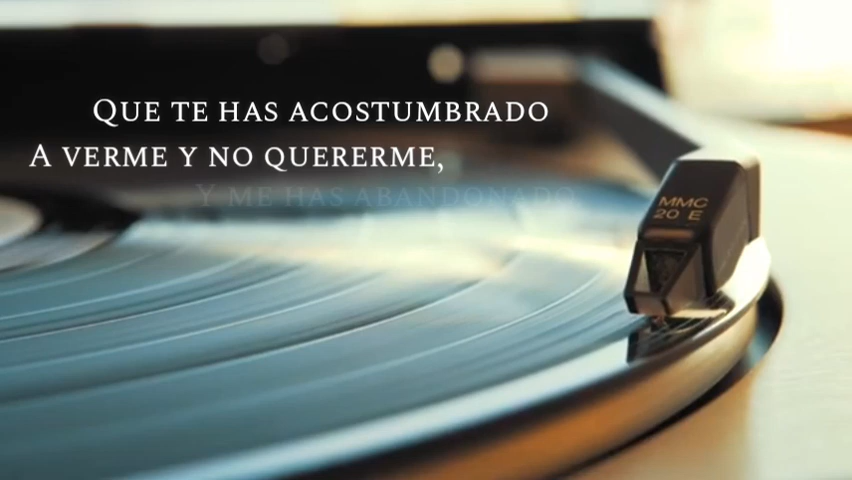 QUE TE HAS ACOSTUMBRADO
A VERME Y NO QUERERME,
Y ME HAS ABANDONADO
MMC
20 E